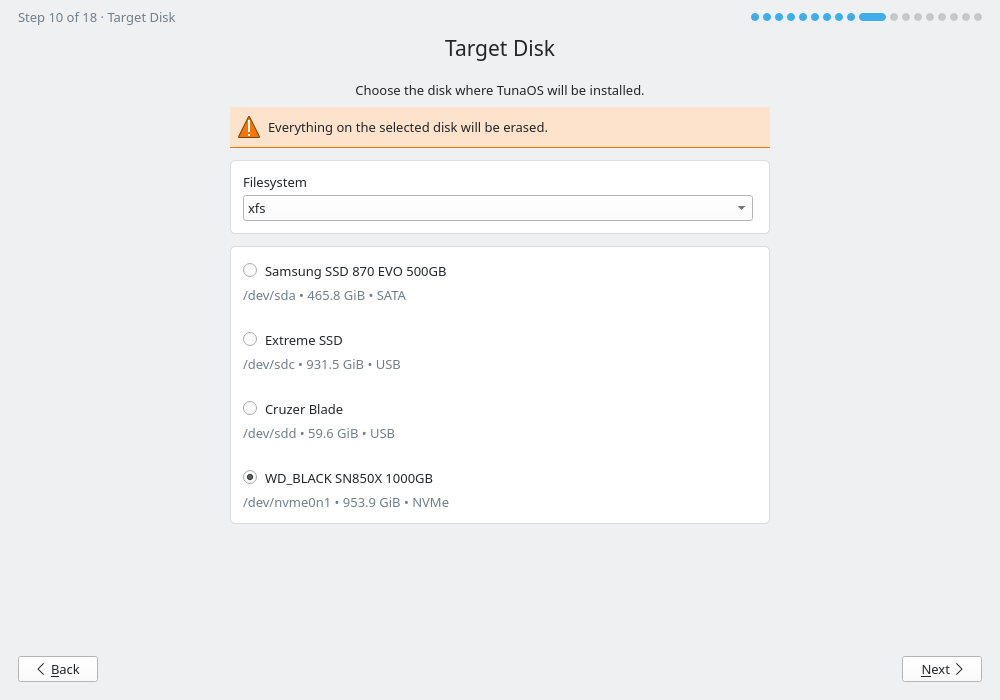 Step 10 of 18 · Target Disk
Target Disk
Choose the disk where TunaOS will be installed.
Everything on the selected disk will be erased.
Filesystem
xfs
Samsung SSD 870 EVO 500GB
/dev/sda • 465.8 GiB • SATA
Extreme SSD
/dev/sdc • 931.5 GiB • USB
Cruzer Blade
/dev/sdd • 59.6 GiB • USB
WD_BLACK SN850X 1000GB
/dev/nvme0n1 • 953.9 GiB • NVMe
Back
Next